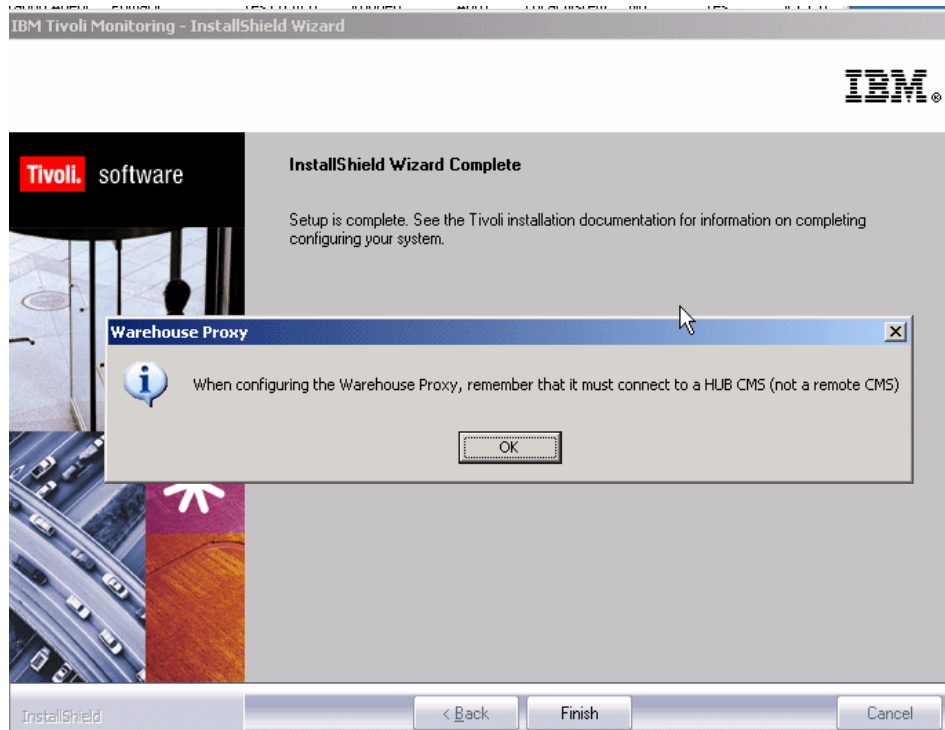 IBM Tivoli Monitoring - InstallShield Wizard
IBM®
Tivoli. software
InstallShield Wizard Complete
Setup is complete. See the Tivoli installation documentation for information on completing
configuring your system.
Warehouse Proxy
When configuring the Warehouse Proxy, remember that it must connect to a HUB CMS (not a remote CMS)
OK
InstallShield
< Back
Finish
Cancel